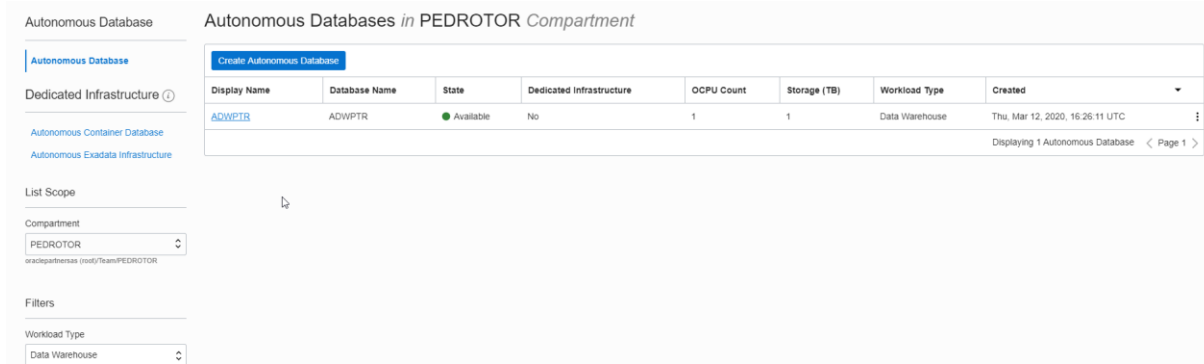 Autonomous Database
Autonomous Database
Dedicated Infrastructure
Autonomous Container Database
Autonomous Exadata Infrastructure
List Scope
Compartment
PEDROTOR
oraclepartnersas (root)/Team/PEDROTOR
Filters
Workload Type
Data Warehouse
Autonomous Databases in PEDROTOR Compartment
Create Autonomous Database
Display Name Database Name State Dedicated Infrastructure OCPU Count Storage (TB) Workload Type Created
ADWPTR ADWPTR Available No 1 1 Data Warehouse Thu, Mar 12, 2020, 16:26:11 UTC
Displaying 1 Autonomous Database < Page 1 >